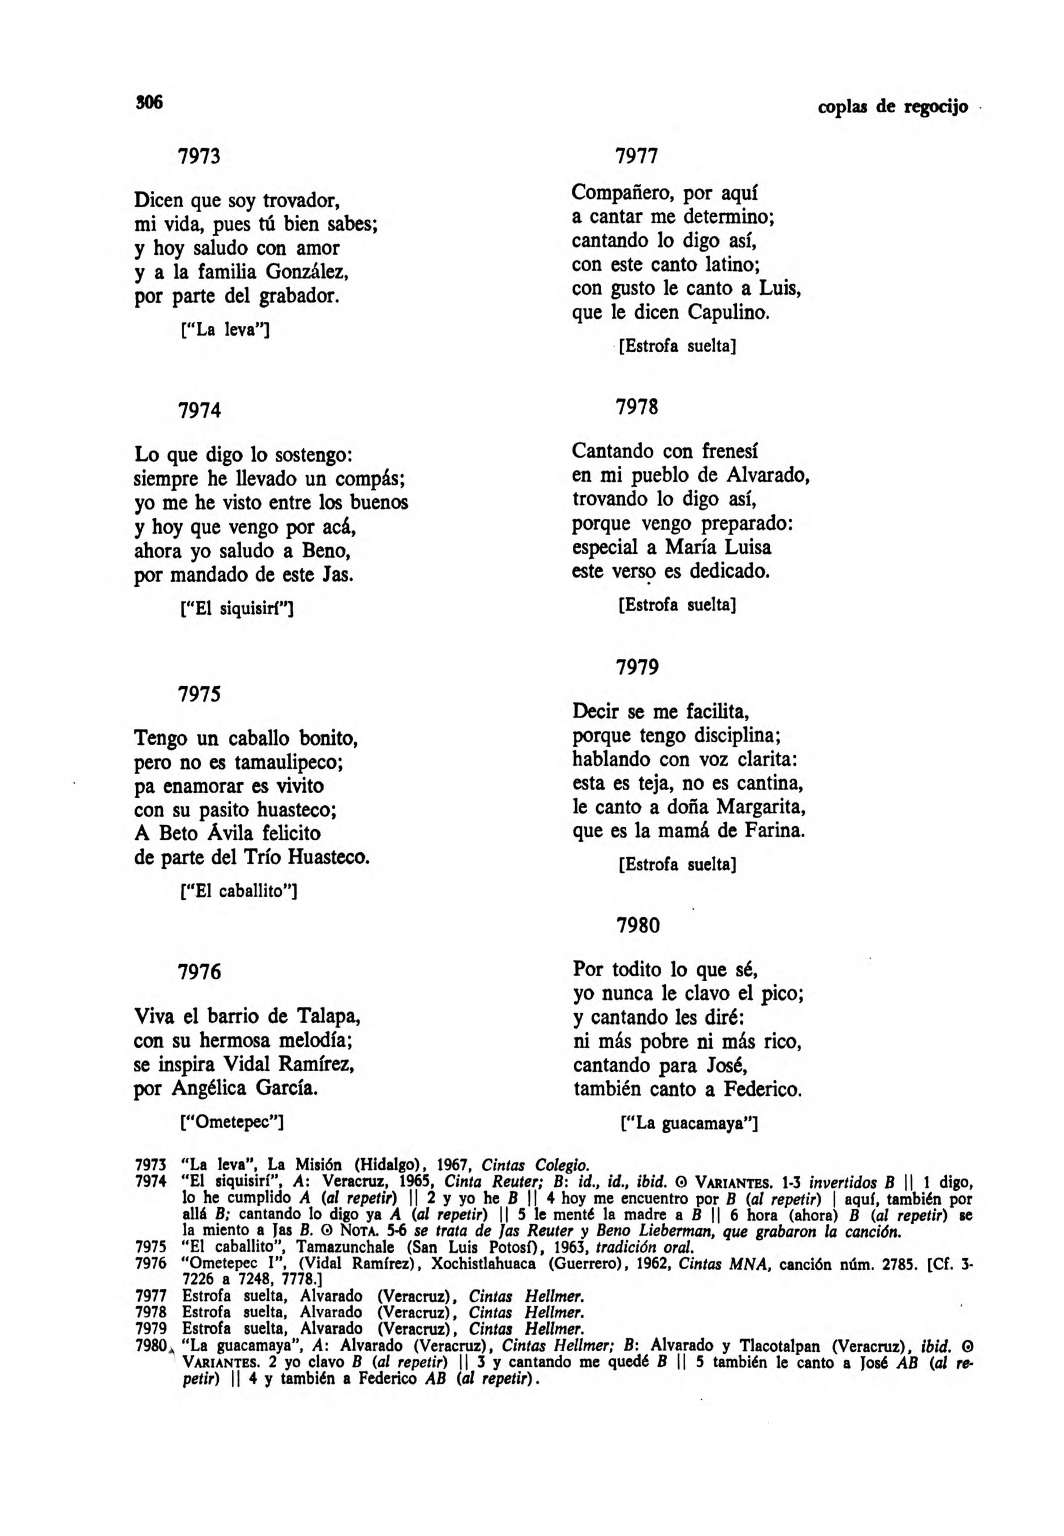 306
coplas de regocijo
7973
Dicen que soy trovador,
mi vida, pues tú bien sabes;
y hoy saludo con amor
y a la familia González,
por parte del grabador.
["La leva"]
7974
Lo que digo lo sostengo:
siempre he llevado un compás;
yo me he visto entre los buenos
y hoy que vengo por acá,
ahora yo saludo a Beno,
por mandado de este Jas.
["El siquisirí"]
7975
Tengo un caballo bonito,
pero no es tamaulipeco;
pa enamorar es vivito
con su pasito huasteco;
A Beto Ávila felicito
de parte del Trío Huasteco.
["El caballito"]
7976
Viva el barrio de Talapa,
con su hermosa melodía;
se inspira Vidal Ramírez,
por Angélica García.
["Ometepec"]
7977
Compañero, por aquí
a cantar me determino;
cantando lo digo así,
con este canto latino;
con gusto le canto a Luis,
que le dicen Capulino.
[Estrofa suelta]
7978
Cantando con frenesí
en mi pueblo de Alvarado,
trovando lo digo así,
porque vengo preparado:
especial a María Luisa
este verso es dedicado.
[Estrofa suelta]
7979
Decir se me facilita,
porque tengo disciplina;
hablando con voz clarita:
esta es teja, no es cantina,
le canto a doña Margarita,
que es la mamá de Farina.
[Estrofa suelta]
7980
Por todito lo que sé,
yo nunca le clavo el pico;
y cantando les diré:
ni más pobre ni más rico,
cantando para José,
también canto a Federico.
["La guacamaya"]
7973 "La leva", La Misión (Hidalgo), 1967, Cintas Colegio.
7974 "El siquisirí", A: Veracruz, 1965, Cinta Reuter; B: id., id., ibid. ⊙ VARIANTES. 1-3 invertidos B || 1 digo,
lo he cumplido A (al repetir) || 2 y yo he B || 4 hoy me encuentro por B (al repetir) | aquí, también por
allá B; cantando lo digo ya A (al repetir) || 5 le menté la madre a B || 6 hora (ahora) B (al repetir) se
la miento a Jas B. ⊙ NOTA. 5-6 se trata de Jas Reuter y Beno Lieberman, que grabaron la canción.
7975 "El caballito", Tamazunchale (San Luis Potosí), 1963, tradición oral.
7976 "Ometepec I", (Vidal Ramírez), Xochistlahuaca (Guerrero), 1962, Cintas MNA, canción núm. 2785. [Cf. 3-
7226 a 7248, 7778.]
7977 Estrofa suelta, Alvarado (Veracruz), Cintas Hellmer.
7978 Estrofa suelta, Alvarado (Veracruz), Cintas Hellmer.
7979 Estrofa suelta, Alvarado (Veracruz), Cintas Hellmer.
7980 "La guacamaya", A: Alvarado (Veracruz), Cintas Hellmer; B: Alvarado y Tlacotalpan (Veracruz), ibid. ⊙
VARIANTES. 2 yo clavo B (al repetir) || 3 y cantando me quedé B || 5 también le canto a José AB (al re-
petir) || 4 y también a Federico AB (al repetir).